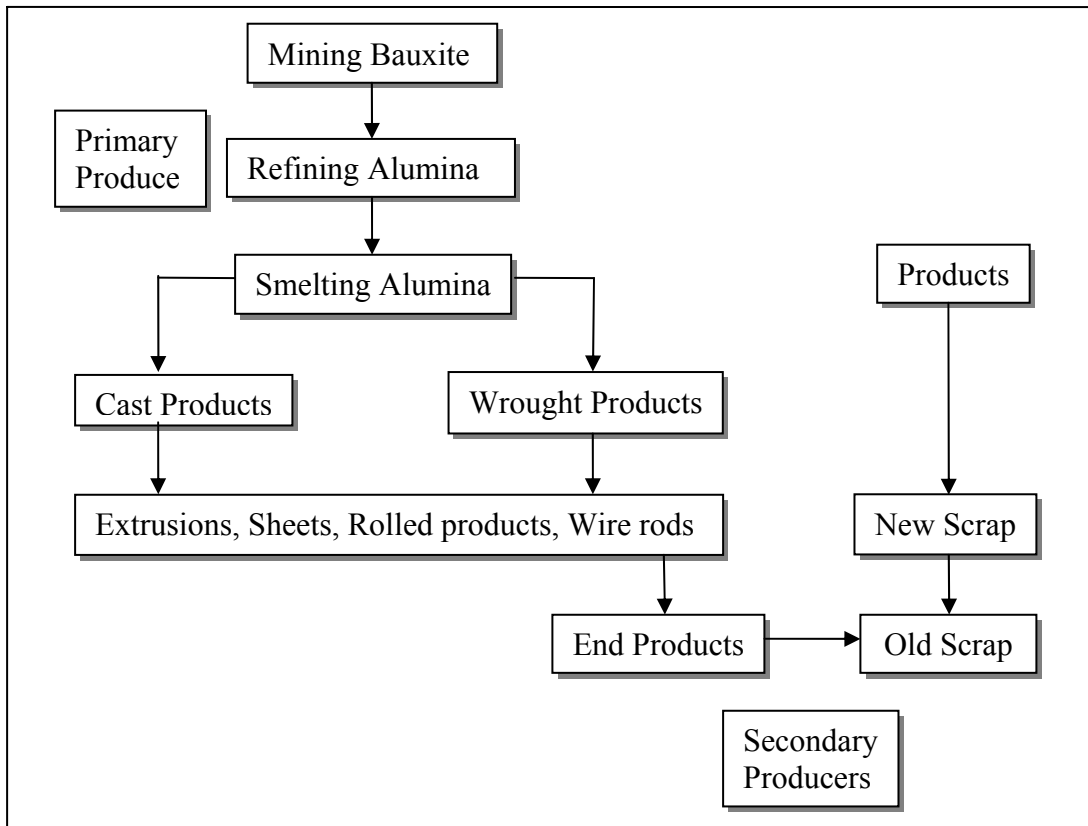 Mining Bauxite
Primary
Produce
Refining Alumina
Smelting Alumina
Products
Cast Products
Wrought Products
Extrusions, Sheets, Rolled products, Wire rods
New Scrap
End Products
Old Scrap
Secondary
Producers